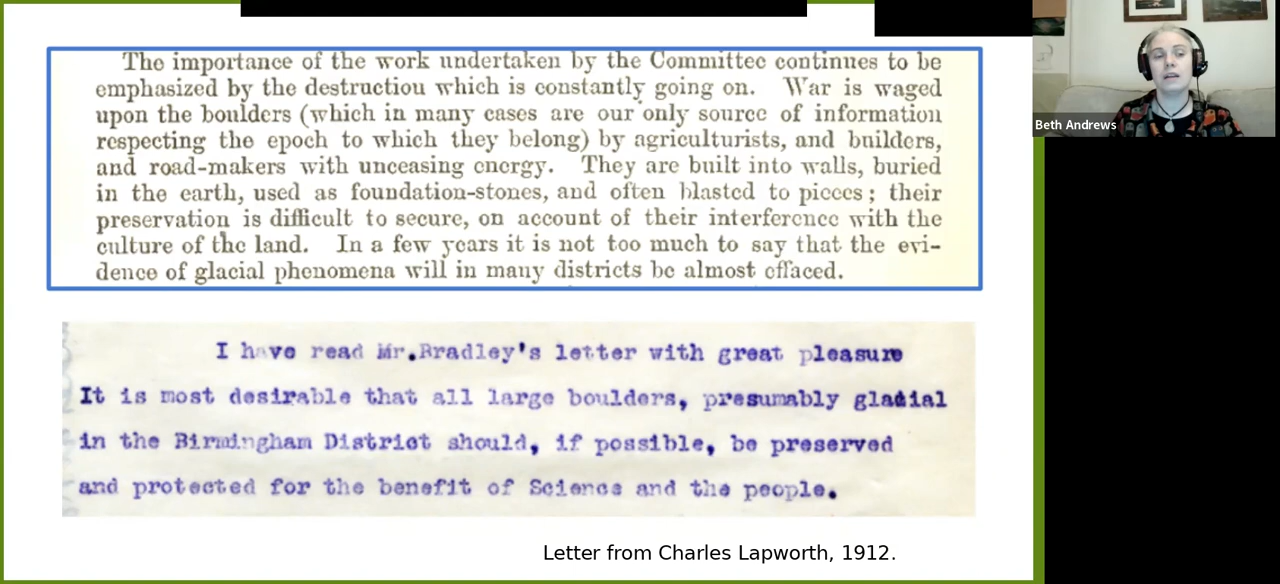 The importance of the work undertaken by the Committee continues to be
emphasized by the destruction which is constantly going on. War is waged
upon the boulders (which in many cases are our only source of information
respecting the epoch to which they belong) by agriculturists, and builders,
and road-makers with unceasing energy. They are built into walls, buried
in the earth, used as foundation-stones, and often blasted to pieces; their
preservation is difficult to secure, on account of their interference with the
culture of the land. In a few years it is not too much to say that the evi-
dence of glacial phenomena will in many districts be almost effaced.
I have read Mr.Bradley's letter with great pleasure
It is most desirable that all large boulders, presumably glacial
in the Birmingham District should, if possible, be preserved
and protected for the benefit of Science and the people.
Letter from Charles Lapworth, 1912.
Beth Andrews